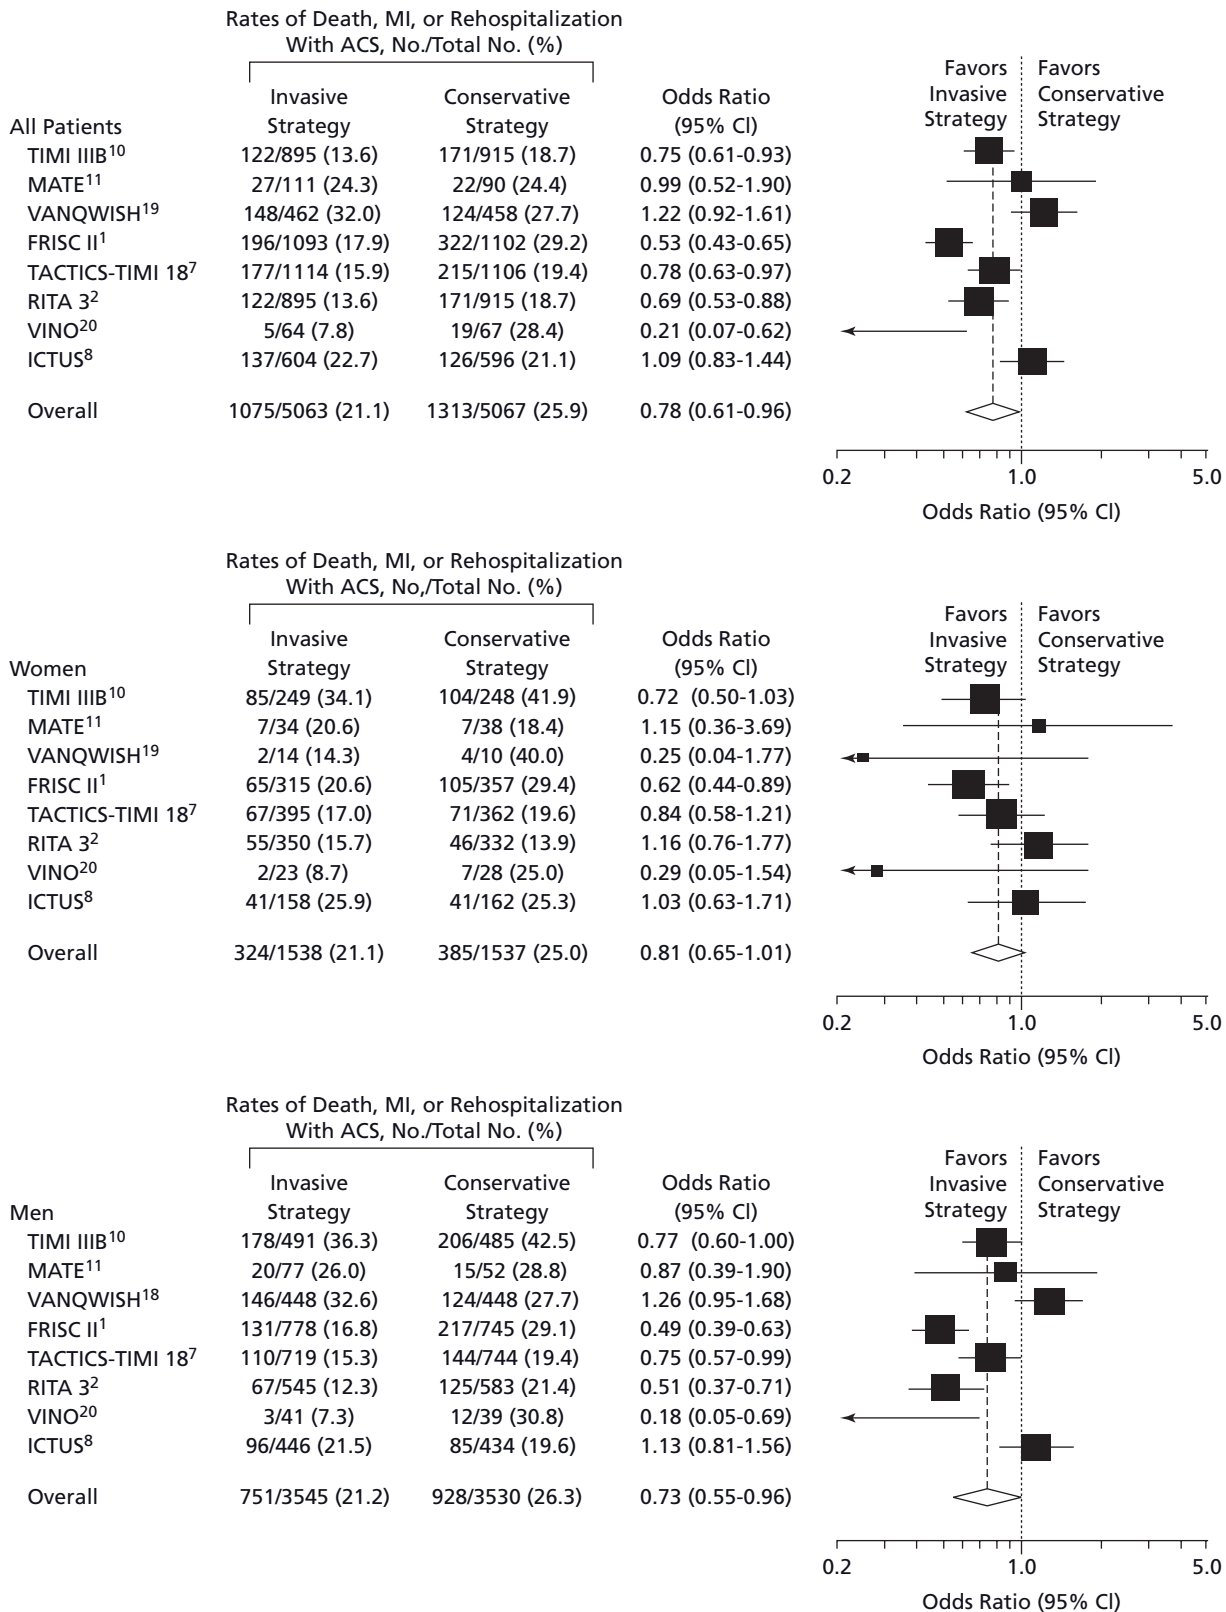 Rates of Death, MI, or Rehospitalization
With ACS, No./Total No. (%)
Favors Favors
Invasive Conservative Odds Ratio Invasive Conservative
All Patients Strategy Strategy (95% Cl) Strategy Strategy
TIMI IIIB10 122/895 (13.6) 171/915 (18.7) 0.75 (0.61-0.93)
MATE11 27/111 (24.3) 22/90 (24.4) 0.99 (0.52-1.90)
VANQWISH19 148/462 (32.0) 124/458 (27.7) 1.22 (0.92-1.61)
FRISC II1 196/1093 (17.9) 322/1102 (29.2) 0.53 (0.43-0.65)
TACTICS-TIMI 187 177/1114 (15.9) 215/1106 (19.4) 0.78 (0.63-0.97)
RITA 32 122/895 (13.6) 171/915 (18.7) 0.69 (0.53-0.88)
VINO20 5/64 (7.8) 19/67 (28.4) 0.21 (0.07-0.62)
ICTUS8 137/604 (22.7) 126/596 (21.1) 1.09 (0.83-1.44)
Overall 1075/5063 (21.1) 1313/5067 (25.9) 0.78 (0.61-0.96)
0.2 1.0 5.0
Odds Ratio (95% Cl)
Rates of Death, MI, or Rehospitalization
With ACS, No,/Total No. (%)
Favors Favors
Invasive Conservative Odds Ratio Invasive Conservative
Women Strategy Strategy (95% Cl) Strategy Strategy
TIMI IIIB10 85/249 (34.1) 104/248 (41.9) 0.72 (0.50-1.03)
MATE11 7/34 (20.6) 7/38 (18.4) 1.15 (0.36-3.69)
VANQWISH19 2/14 (14.3) 4/10 (40.0) 0.25 (0.04-1.77)
FRISC II1 65/315 (20.6) 105/357 (29.4) 0.62 (0.44-0.89)
TACTICS-TIMI 187 67/395 (17.0) 71/362 (19.6) 0.84 (0.58-1.21)
RITA 32 55/350 (15.7) 46/332 (13.9) 1.16 (0.76-1.77)
VINO20 2/23 (8.7) 7/28 (25.0) 0.29 (0.05-1.54)
ICTUS8 41/158 (25.9) 41/162 (25.3) 1.03 (0.63-1.71)
Overall 324/1538 (21.1) 385/1537 (25.0) 0.81 (0.65-1.01)
0.2 1.0 5.0
Odds Ratio (95% Cl)
Rates of Death, MI, or Rehospitalization
With ACS, No./Total No. (%)
Favors Favors
Invasive Conservative Odds Ratio Invasive Conservative
Men Strategy Strategy (95% Cl) Strategy Strategy
TIMI IIIB10 178/491 (36.3) 206/485 (42.5) 0.77 (0.60-1.00)
MATE11 20/77 (26.0) 15/52 (28.8) 0.87 (0.39-1.90)
VANQWISH18 146/448 (32.6) 124/448 (27.7) 1.26 (0.95-1.68)
FRISC II1 131/778 (16.8) 217/745 (29.1) 0.49 (0.39-0.63)
TACTICS-TIMI 187 110/719 (15.3) 144/744 (19.4) 0.75 (0.57-0.99)
RITA 32 67/545 (12.3) 125/583 (21.4) 0.51 (0.37-0.71)
VINO20 3/41 (7.3) 12/39 (30.8) 0.18 (0.05-0.69)
ICTUS8 96/446 (21.5) 85/434 (19.6) 1.13 (0.81-1.56)
Overall 751/3545 (21.2) 928/3530 (26.3) 0.73 (0.55-0.96)
0.2 1.0 5.0
Odds Ratio (95% Cl)